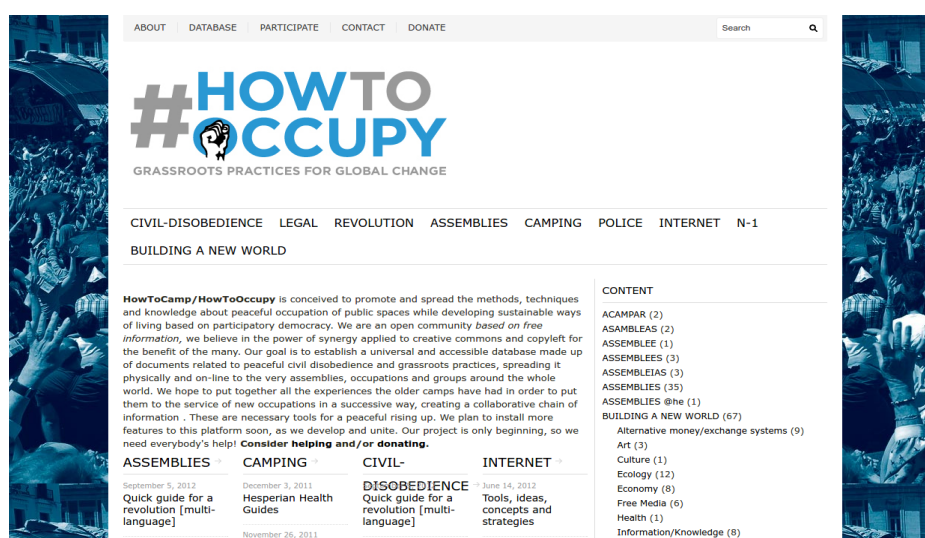 ABOUT DATABASE PARTICIPATE CONTACT DONATE Search
#HOWTO
OCCUPY
GRASSROOTS PRACTICES FOR GLOBAL CHANGE
CIVIL-DISOBEDIENCE LEGAL REVOLUTION ASSEMBLIES CAMPING POLICE INTERNET N-1
BUILDING A NEW WORLD
HowToCamp/HowToOccupy is conceived to promote and spread the methods, techniques
and knowledge about peaceful occupation of public spaces while developing sustainable ways
of living based on participatory democracy. We are an open community based on free
information, we believe in the power of synergy applied to creative commons and copyleft for
the benefit of the many. Our goal is to establish a universal and accessible database made up
of documents related to peaceful civil disobedience and grassroots practices, spreading it
physically and on-line to the very assemblies, occupations and groups around the whole
world. We hope to put together all the experiences the older camps have had in order to put
them to the service of new occupations in a successive way, creating a collaborative chain of
information . These are necessary tools for a peaceful rising up. We plan to install more
features to this platform soon, as we develop and unite. Our project is only beginning, so we
need everybody's help! Consider helping and/or donating.
ASSEMBLIES →
September 5, 2012
Quick guide for a
revolution [multi-
language]
CAMPING →
December 3, 2011
Hesperian Health
Guides
November 26, 2011
CIVIL-
DISOBEDIENCE →
Quick guide for a
revolution [multi-
language]
INTERNET →
June 14, 2012
Tools, ideas,
concepts and
strategies
CONTENT
ACAMPAR (2)
ASAMBLEAS (2)
ASSEMBLEE (1)
ASSEMBLEES (3)
ASSEMBLEIAS (3)
ASSEMBLIES (35)
ASSEMBLIES @he (1)
BUILDING A NEW WORLD (67)
Alternative money/exchange systems (9)
Art (3)
Culture (1)
Ecology (12)
Economy (8)
Free Media (6)
Health (1)
Information/Knowledge (8)